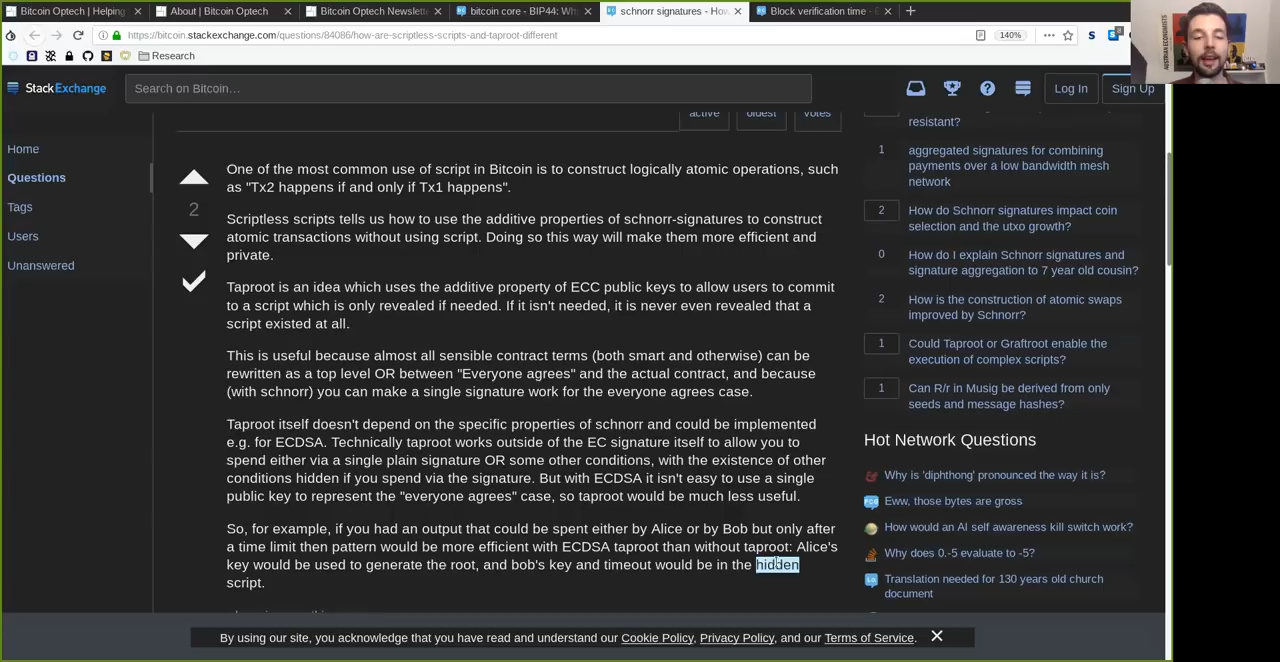 Bitcoin Optech | Helping
About | Bitcoin Optech
Bitcoin Optech Newslette
bitcoin core - BIP44: Wh
schnorr signatures - How
Block verification time - E
https://bitcoin.stackexchange.com/questions/84086/how-are-scriptless-scripts-and-taproot-different
140%
Research
StackExchange
Search on Bitcoin…
Log In
Sign Up
Home
Questions
Tags
Users
Unanswered
active
oldest
votes
2
One of the most common use of script in Bitcoin is to construct logically atomic operations, such
as "Tx2 happens if and only if Tx1 happens".
Scriptless scripts tells us how to use the additive properties of schnorr-signatures to construct
atomic transactions without using script. Doing so this way will make them more efficient and
private.
Taproot is an idea which uses the additive property of ECC public keys to allow users to commit
to a script which is only revealed if needed. If it isn't needed, it is never even revealed that a
script existed at all.
This is useful because almost all sensible contract terms (both smart and otherwise) can be
rewritten as a top level OR between "Everyone agrees" and the actual contract, and because
(with schnorr) you can make a single signature work for the everyone agrees case.
Taproot itself doesn't depend on the specific properties of schnorr and could be implemented
e.g. for ECDSA. Technically taproot works outside of the EC signature itself to allow you to
spend either via a single plain signature OR some other conditions, with the existence of other
conditions hidden if you spend via the signature. But with ECDSA it isn't easy to use a single
public key to represent the "everyone agrees" case, so taproot would be much less useful.
So, for example, if you had an output that could be spent either by Alice or by Bob but only after
a time limit then pattern would be more efficient with ECDSA taproot than without taproot: Alice's
key would be used to generate the root, and bob's key and timeout would be in the hidden
script.
resistant?
1
aggregated signatures for combining
payments over a low bandwidth mesh
network
2
How do Schnorr signatures impact coin
selection and the utxo growth?
0
How do I explain Schnorr signatures and
signature aggregation to 7 year old cousin?
2
How is the construction of atomic swaps
improved by Schnorr?
1
Could Taproot or Graftroot enable the
execution of complex scripts?
1
Can R/r in Musig be derived from only
seeds and message hashes?
Hot Network Questions
Why is 'diphthong' pronounced the way it is?
Eww, those bytes are gross
How would an AI self awareness kill switch work?
Why does 0.-5 evaluate to -5?
Translation needed for 130 years old church
document
By using our site, you acknowledge that you have read and understand our Cookie Policy, Privacy Policy, and our Terms of Service.
AUSTRIAN ECONOMISTS